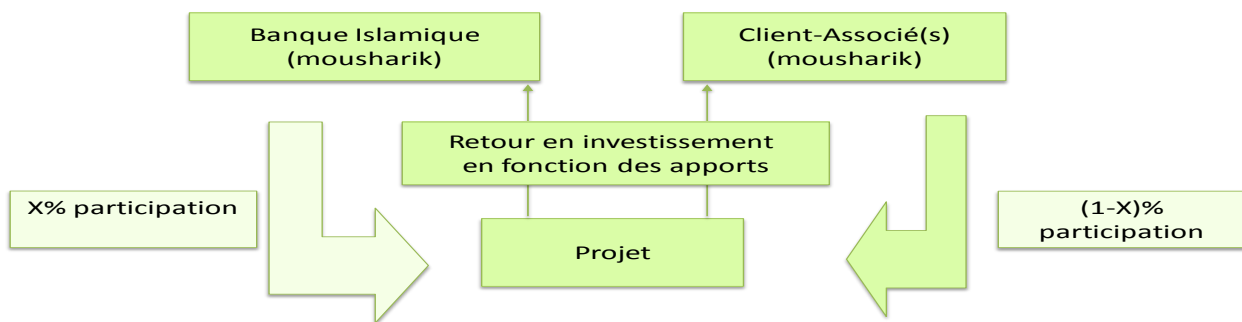 Banque Islamique
(mousharik)
Client-Associé(s)
(mousharik)
Retour en investissement
en fonction des apports
X% participation
(1-X)%
participation
Projet